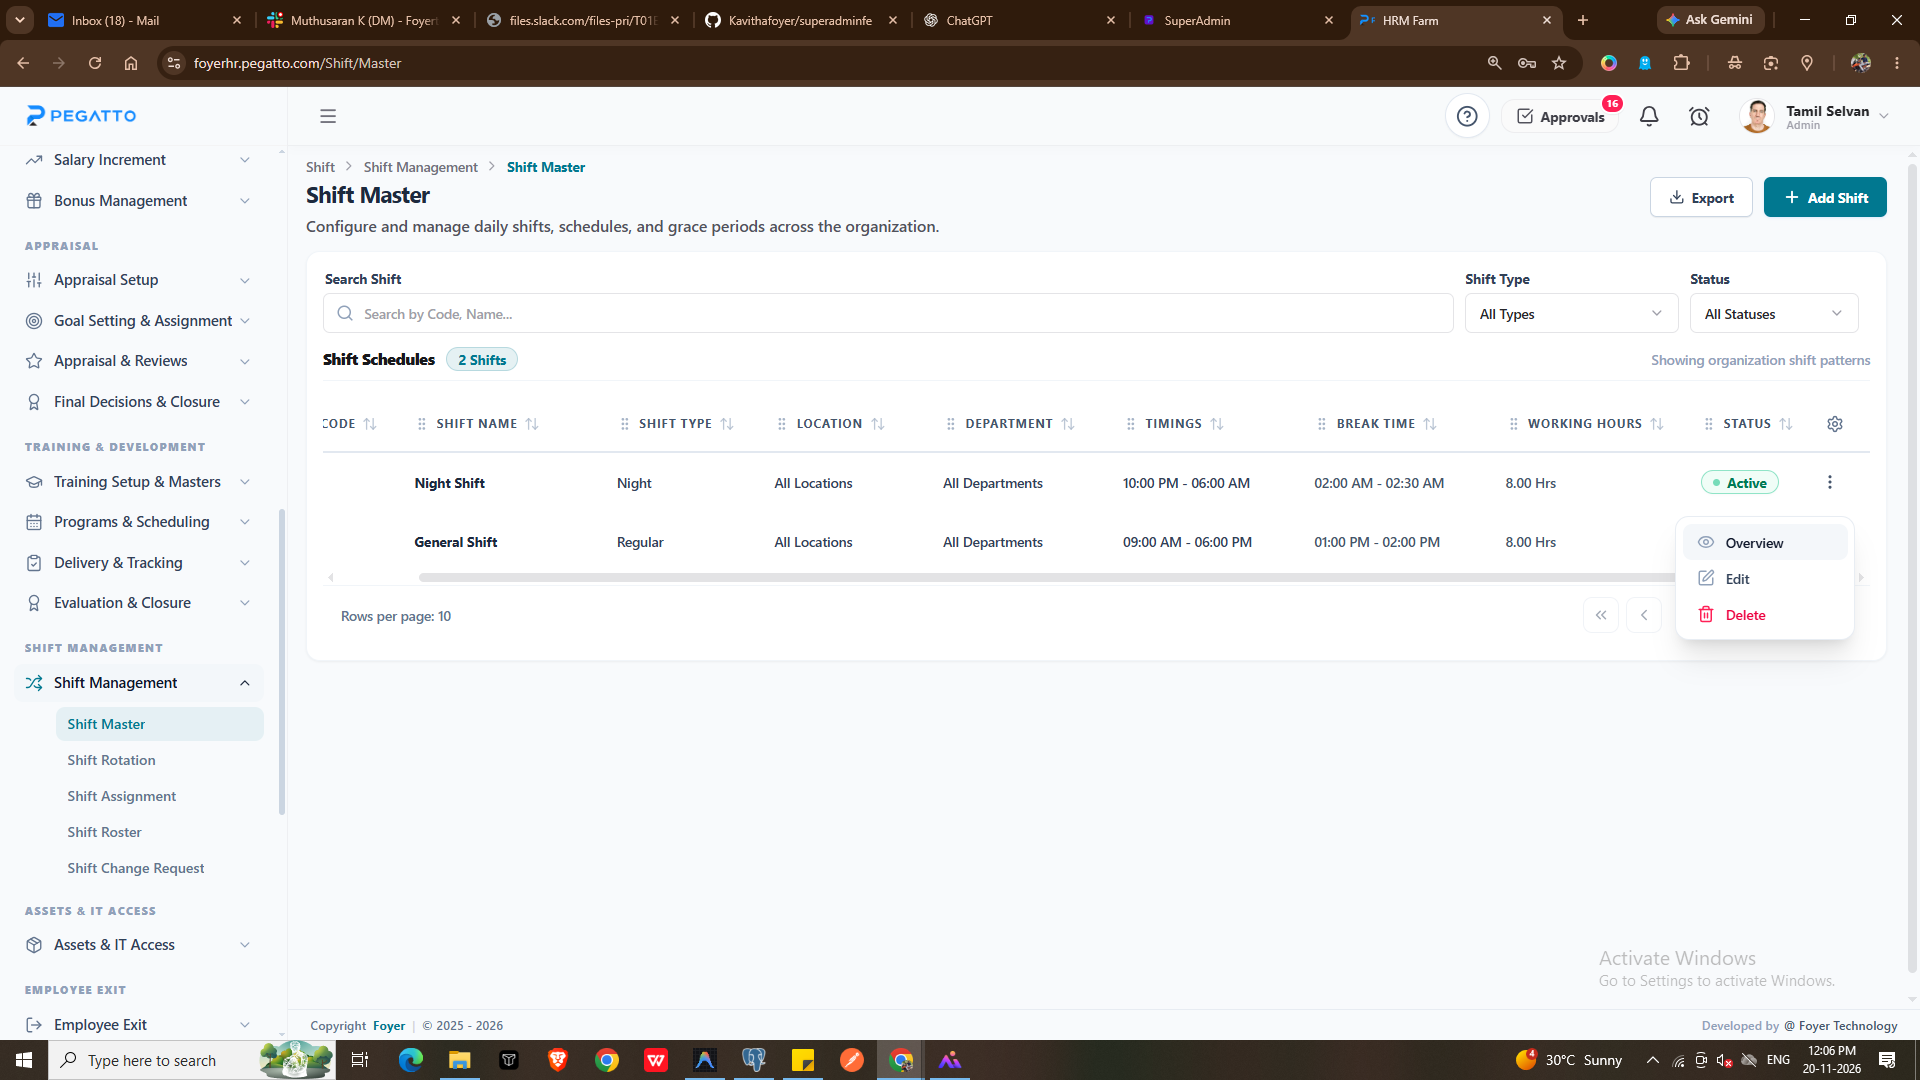 Inbox (18) - Mail
Muthusaran K (DM) - Foyer
files.slack.com/files-pri/T01
Kavithafoyer/superadminfe
ChatGPT
SuperAdmin
HRM Farm
Ask Gemini
foyerhr.pegatto.com/Shift/Master
PEGATTO
Approvals
16
Tamil Selvan
Admin
Salary Increment
Bonus Management
APPRAISAL
Appraisal Setup
Goal Setting & Assignment
Appraisal & Reviews
Final Decisions & Closure
TRAINING & DEVELOPMENT
Training Setup & Masters
Programs & Scheduling
Delivery & Tracking
Evaluation & Closure
SHIFT MANAGEMENT
Shift Management
Shift Master
Shift Rotation
Shift Assignment
Shift Roster
Shift Change Request
ASSETS & IT ACCESS
Assets & IT Access
EMPLOYEE EXIT
Employee Exit
Shift > Shift Management > Shift Master
Shift Master
Configure and manage daily shifts, schedules, and grace periods across the organization.
Export
+ Add Shift
Search Shift
Search by Code, Name...
Shift Type
All Types
Status
All Statuses
Shift Schedules 2 Shifts
Showing organization shift patterns
CODE SHIFT NAME SHIFT TYPE LOCATION DEPARTMENT TIMINGS BREAK TIME WORKING HOURS STATUS
Night Shift Night All Locations All Departments 10:00 PM - 06:00 AM 02:00 AM - 02:30 AM 8.00 Hrs Active
General Shift Regular All Locations All Departments 09:00 AM - 06:00 PM 01:00 PM - 02:00 PM 8.00 Hrs
Overview
Edit
Delete
Rows per page: 10
Activate Windows
Go to Settings to activate Windows.
Copyright Foyer | © 2025 - 2026
Developed by @ Foyer Technology
Type here to search
4
30°C Sunny
ENG
12:06 PM
20-11-2026